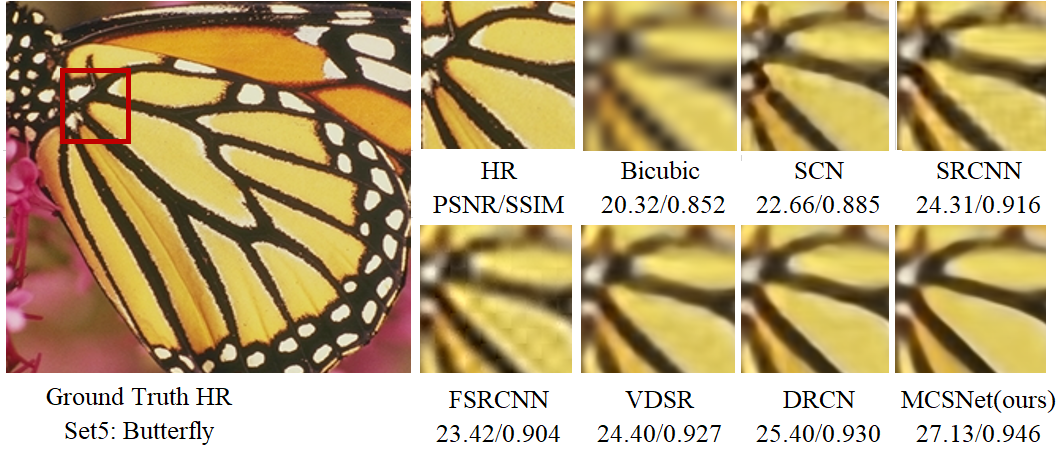 HR
Bicubic
SCN
SRCNN
PSNR/SSIM
20.32/0.852
22.66/0.885
24.31/0.916
Ground Truth HR
Set5: Butterfly
FSRCNN
VDSR
DRCN
MCSNet(ours)
23.42/0.904
24.40/0.927
25.40/0.930
27.13/0.946